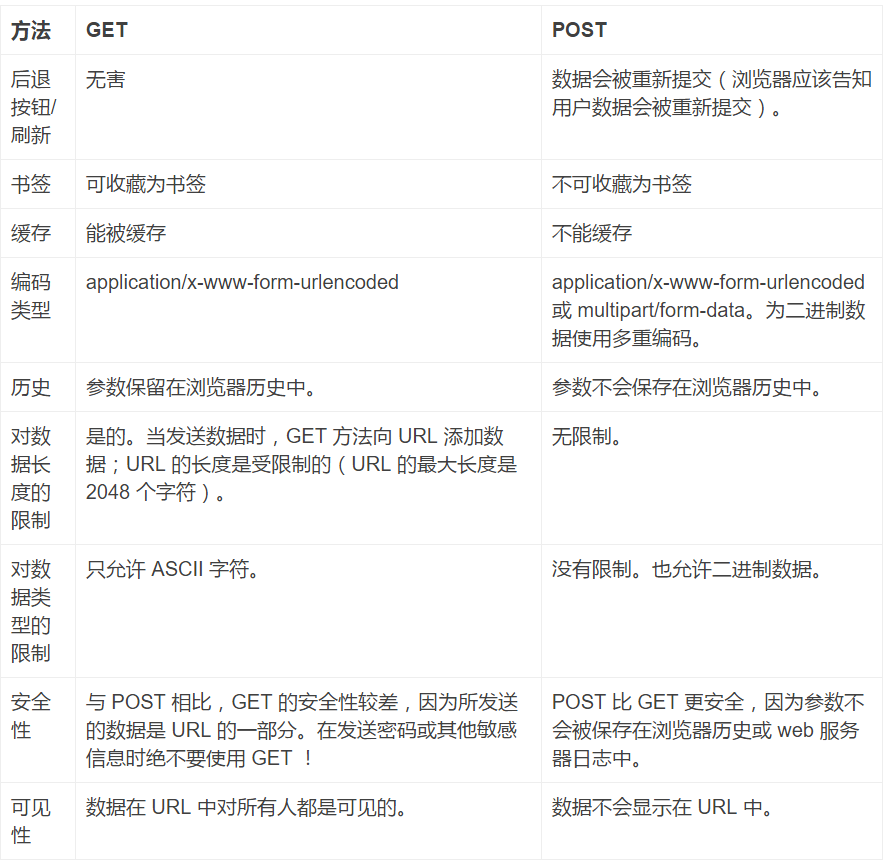 方法 GET POST
后退 无害 数据会被重新提交（浏览器应该告知
按钮/ 用户数据会被重新提交）。
刷新
书签 可收藏为书签 不可收藏为书签
缓存 能被缓存 不能缓存
编码 application/x-www-form-urlencoded application/x-www-form-urlencoded
类型 或 multipart/form-data。为二进制数
据使用多重编码。
历史 参数保留在浏览器历史中。 参数不会保存在浏览器历史中。
对数 是的。当发送数据时，GET 方法向 URL 添加数 无限制。
据长 据；URL 的长度是受限制的（URL 的最大长度是
度的 2048 个字符）。
限制
对数 只允许 ASCII 字符。 没有限制。也允许二进制数据。
据类
型的
限制
安全 与 POST 相比，GET 的安全性较差，因为所发送 POST 比 GET 更安全，因为参数不
性 的数据是 URL 的一部分。在发送密码或其他敏感 会被保存在浏览器历史或 web 服务
信息时绝不要使用 GET ！ 器日志中。
可见 数据在 URL 中对所有人都是可见的。 数据不会显示在 URL 中。
性